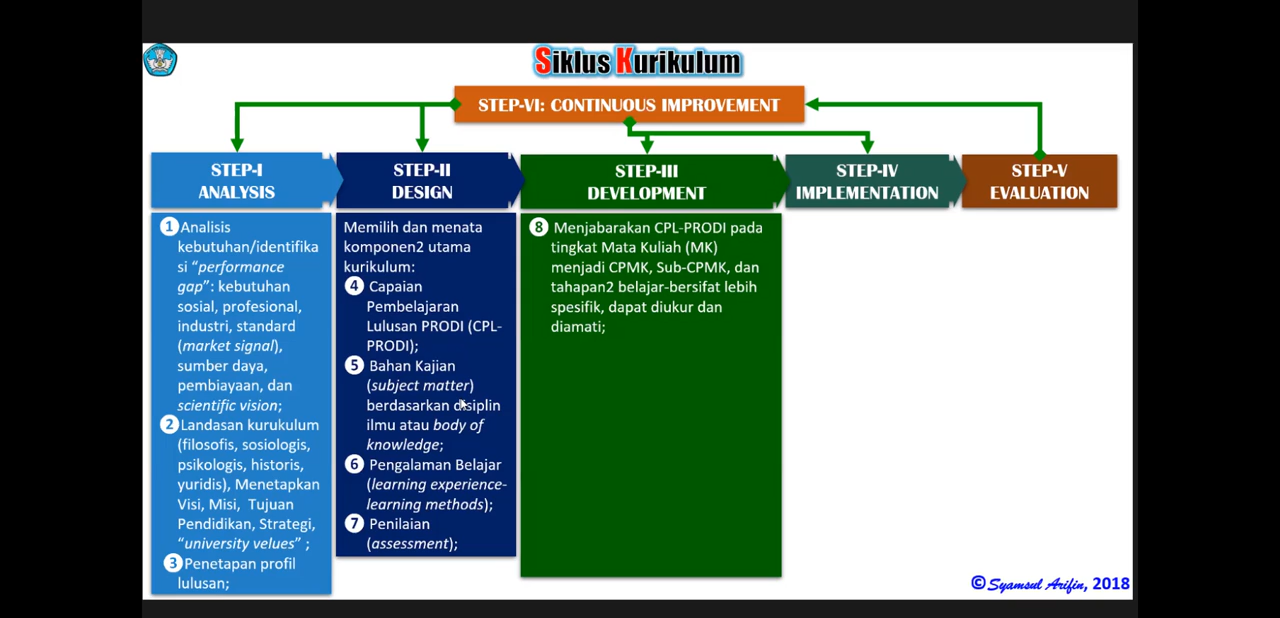 Siklus Kurikulum
STEP-VI: CONTINUOUS IMPROVEMENT
STEP-I
ANALYSIS
STEP-II
DESIGN
STEP-III
DEVELOPMENT
STEP-IV
IMPLEMENTATION
STEP-V
EVALUATION
1 Analisis
kebutuhan/identifika
si “performance
gap”: kebutuhan
sosial, profesional,
industri, standard
(market signal),
sumber daya,
pembiayaan, dan
scientific vision;
2 Landasan kurukulum
(filosofis, sosiologis,
psikologis, historis,
yuridis), Menetapkan
Visi, Misi, Tujuan
Pendidikan, Strategi,
“university velues” ;
3 Penetapan profil
lulusan;
Memilih dan menata
komponen2 utama
kurikulum:
4 Capaian
Pembelajaran
Lulusan PRODI (CPL-
PRODI);
5 Bahan Kajian
(subject matter)
berdasarkan disiplin
ilmu atau body of
knowledge;
6 Pengalaman Belajar
(learning experience-
learning methods);
7 Penilaian
(assessment);
8 Menjabarakan CPL-PRODI pada
tingkat Mata Kuliah (MK)
menjadi CPMK, Sub-CPMK, dan
tahapan2 belajar-bersifat lebih
spesifik, dapat diukur dan
diamati;
©Syamsul Arifin, 2018